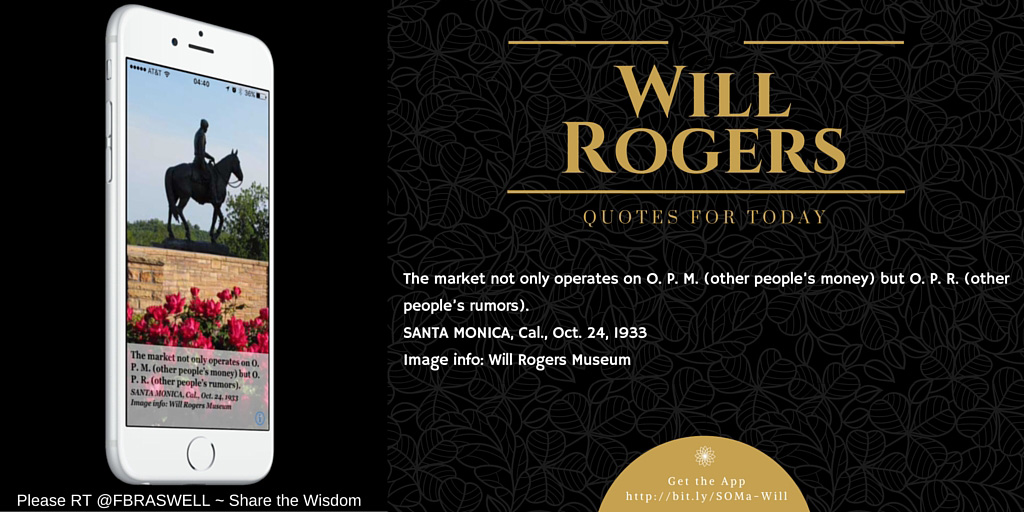 ●●●●● AT&T
04:40
36%
The market not only operates on O.
P. M. (other people's money) but O.
P. R. (other people's rumors).
SANTA MONICA, Cal., Oct. 24, 1933
Image info: Will Rogers Museum
Please RT @FBRASWELL ~ Share the Wisdom
WILL
ROGERS
QUOTES FOR TODAY
The market not only operates on O. P. M. (other people's money) but O. P. R. (other
people's rumors).
SANTA MONICA, Cal., Oct. 24, 1933
Image info: Will Rogers Museum
Get the App
http://bit.ly/SOMa-Will